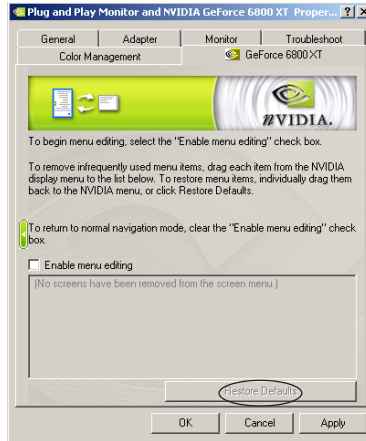 Plug and Play Monitor and NVIDIA GeForce 6800 XT Proper...
General Adapter Monitor Troubleshoot
Color Management GeForce 6800 XT
nVIDIA.
To begin menu editing, select the "Enable menu editing" check box.
To remove infrequently used menu items, drag each item from the NVIDIA
display menu to the list below. To restore menu items, individually drag them
back to the NVIDIA menu, or click Restore Defaults.
To return to normal navigation mode, clear the "Enable menu editing" check
box.
Enable menu editing
(No screens have been removed from the screen menu.)
Restore Defaults
OK Cancel Apply